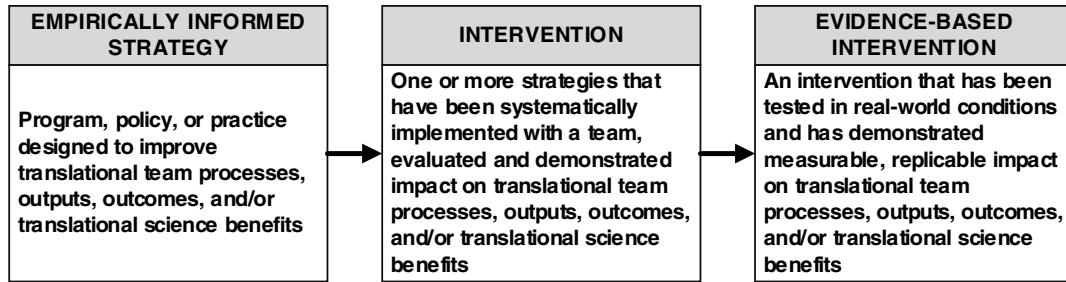 EMPIRICALLY INFORMED
STRATEGY
Program, policy, or practice
designed to improve
translational team processes,
outputs, outcomes, and/or
translational science benefits
INTERVENTION
One or more strategies that
have been systematically
implemented with a team,
evaluated and demonstrated
impact on translational team
processes, outputs, outcomes,
and/or translational science
benefits
EVIDENCE-BASED
INTERVENTION
An intervention that has been
tested in real-world conditions
and has demonstrated
measurable, replicable impact
on translational team
processes, outputs, outcomes,
and/or translational science
benefits